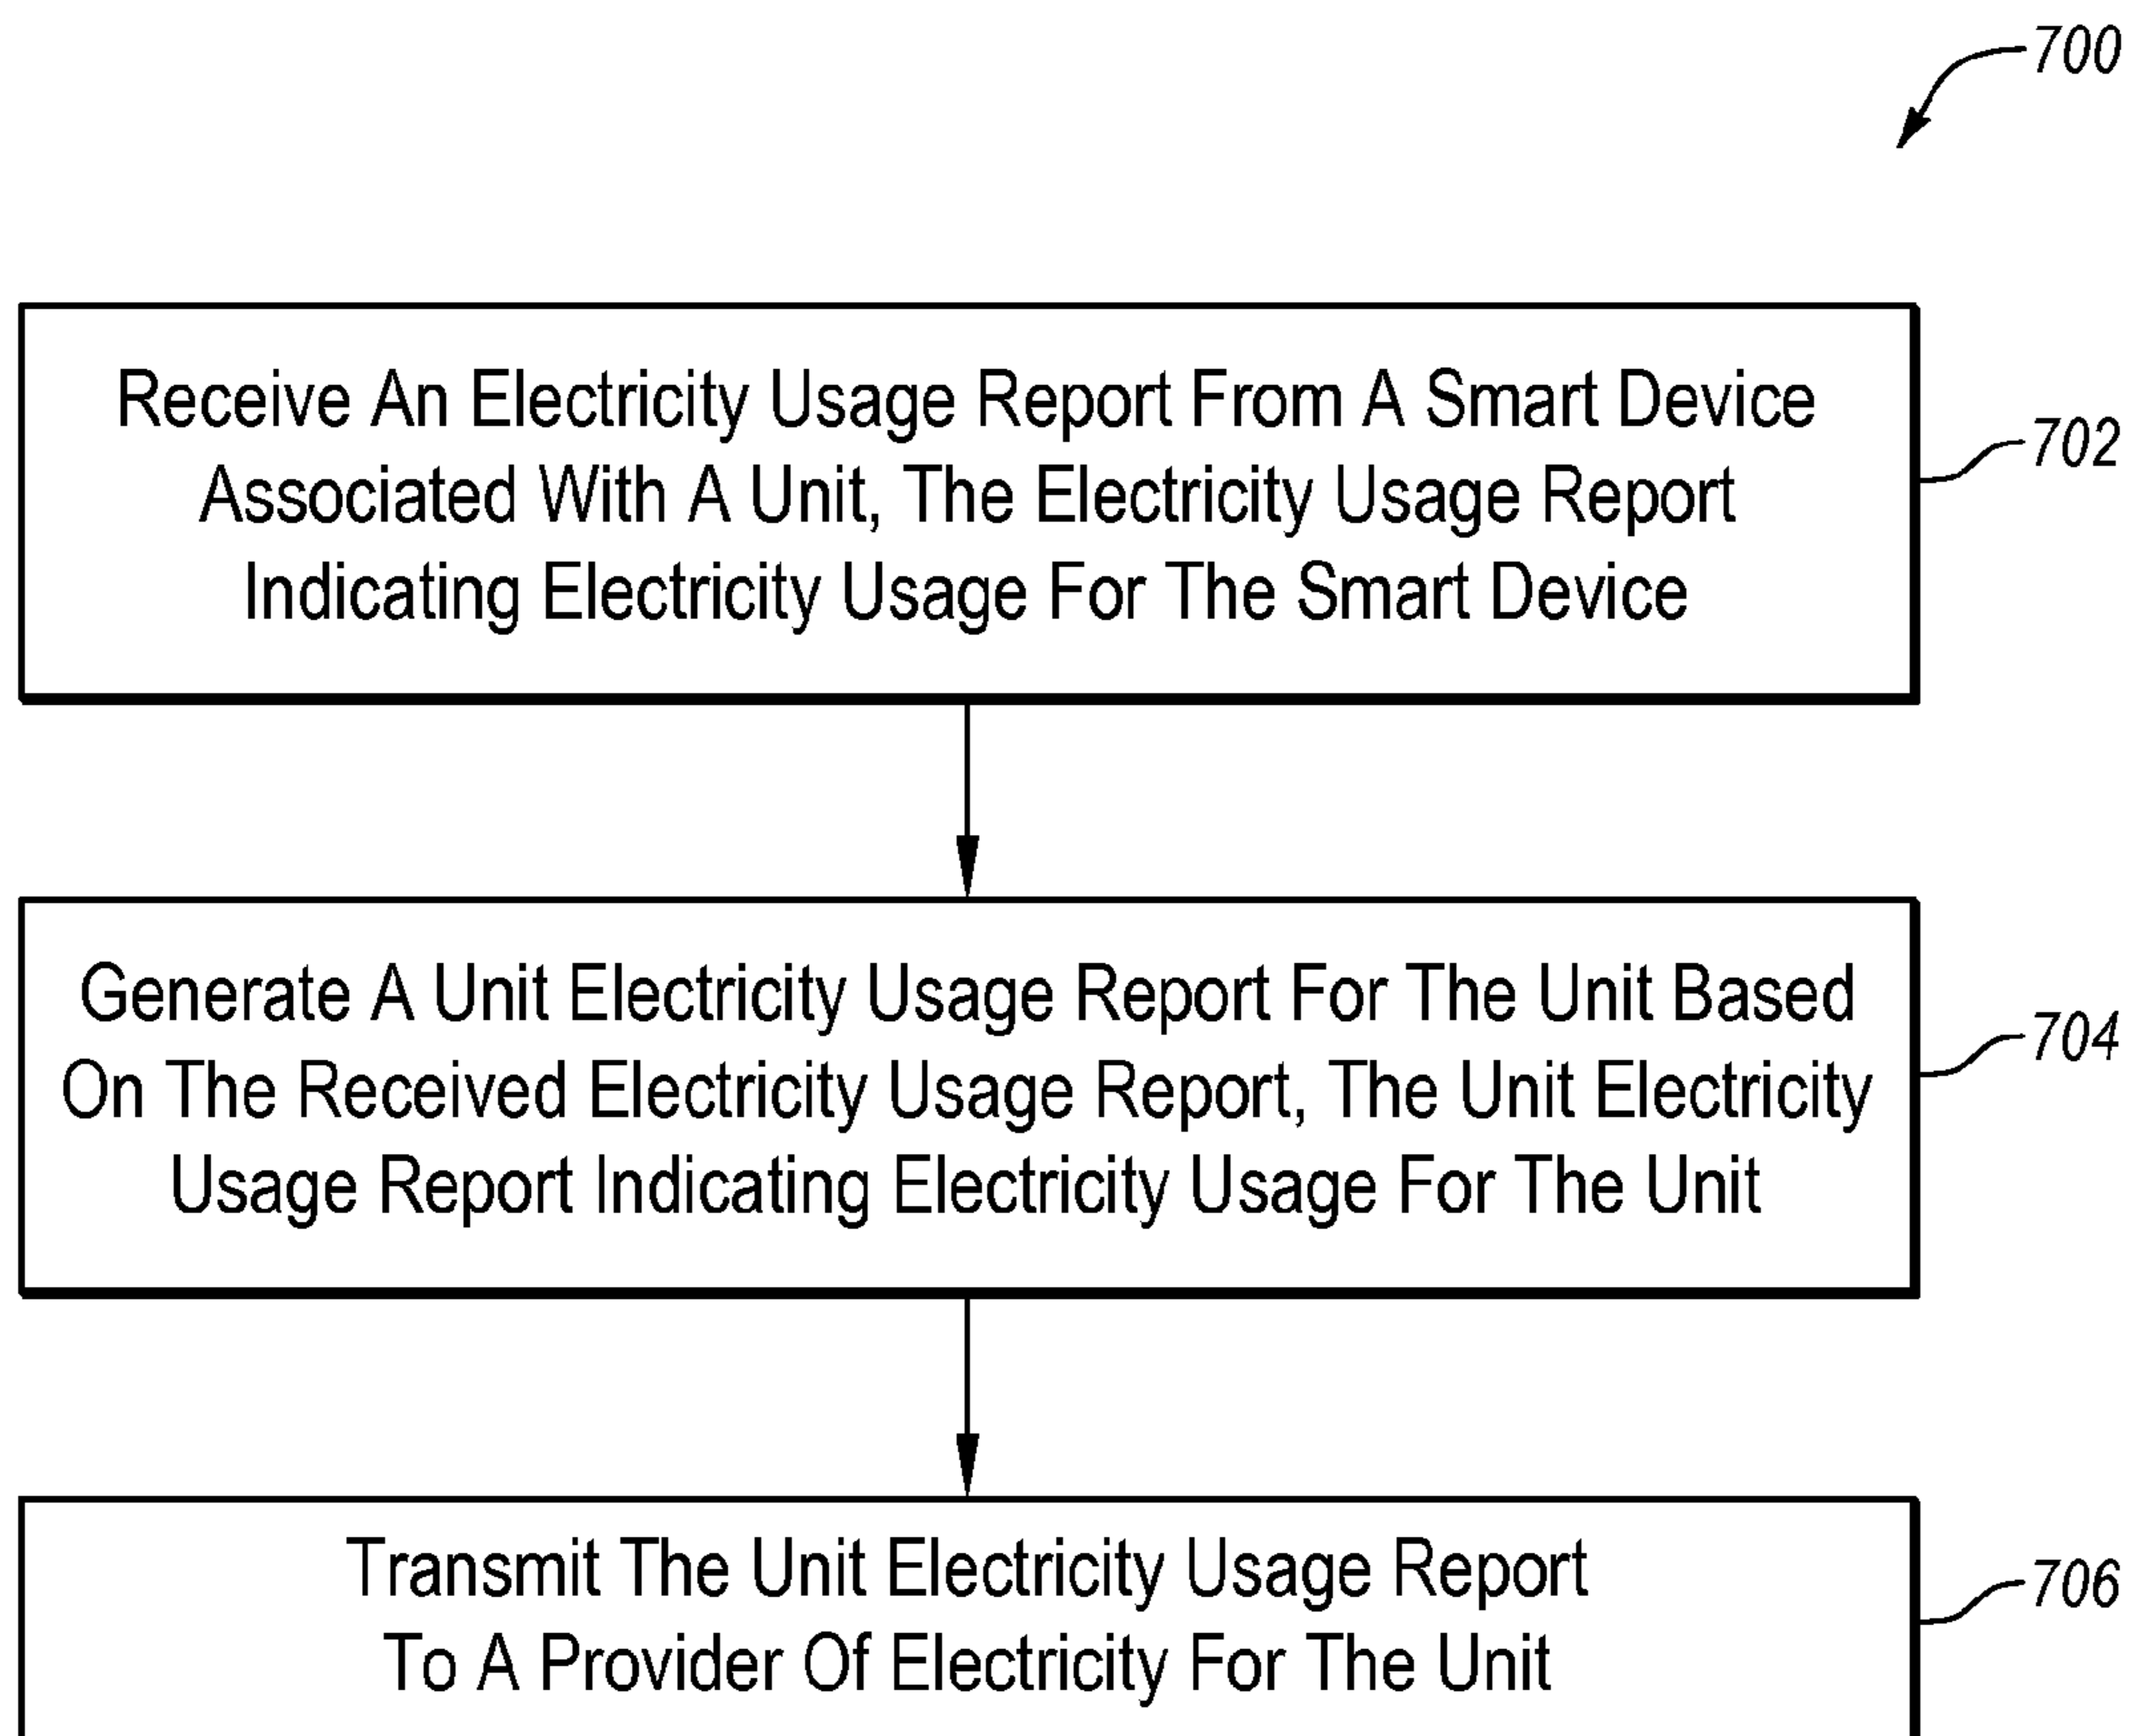 700
Receive An Electricity Usage Report From A Smart Device
Associated With A Unit, The Electricity Usage Report
Indicating Electricity Usage For The Smart Device
702
Generate A Unit Electricity Usage Report For The Unit Based
On The Received Electricity Usage Report, The Unit Electricity
Usage Report Indicating Electricity Usage For The Unit
704
Transmit The Unit Electricity Usage Report
To A Provider Of Electricity For The Unit
706